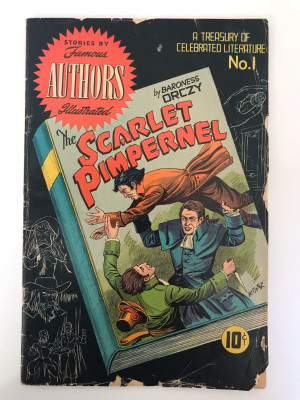 STORIES BY
Famous
AUTHORS
Illustrated
A TREASURY OF
CELEBRATED LITERATURE
No.1
by BARONESS
ORCZY
The
SCARLET
PIMPERNEL
10¢